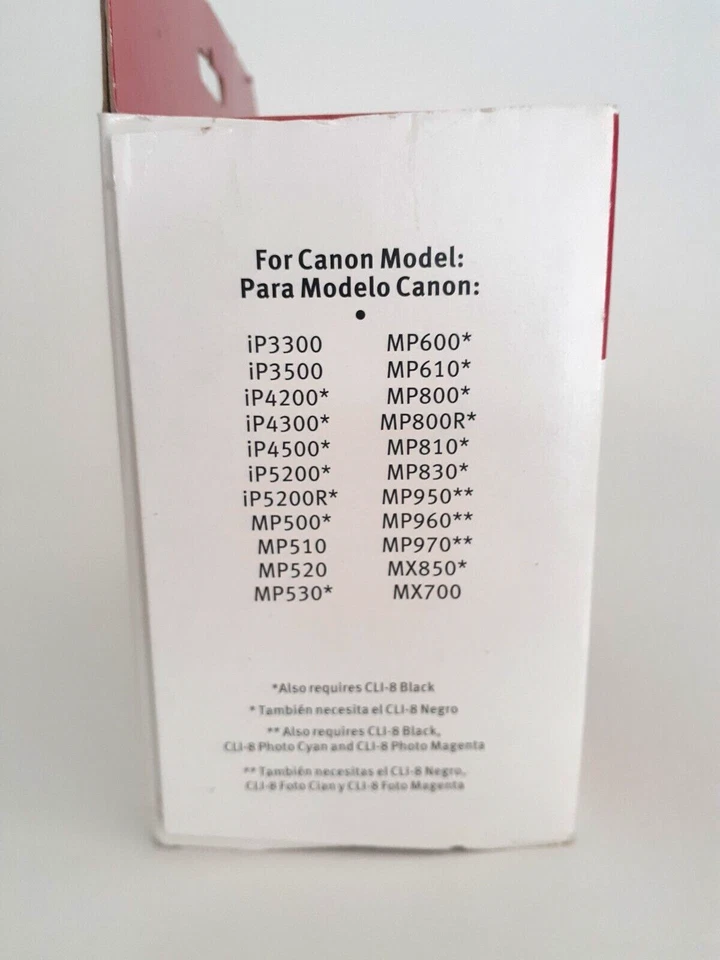 For Canon Model:
Para Modelo Canon:
•
iP3300
iP3500
iP4200*
iP4300*
iP4500*
iP5200*
iP5200R*
MP500*
MP510
MP520
MP530*
MP600*
MP610*
MP800*
MP800R*
MP810*
MP830*
MP950**
MP960**
MP970**
MX850*
MX700
*Also requires CLI-8 Black
* También necesita el CLI-8 Negro
** Also requires CLI-8 Black,
CLI-8 Photo Cyan and CLI-8 Photo Magenta
** También necesitas el CLI-8 Negro,
CLI-8 Foto Cian y CLI-8 Foto Magenta